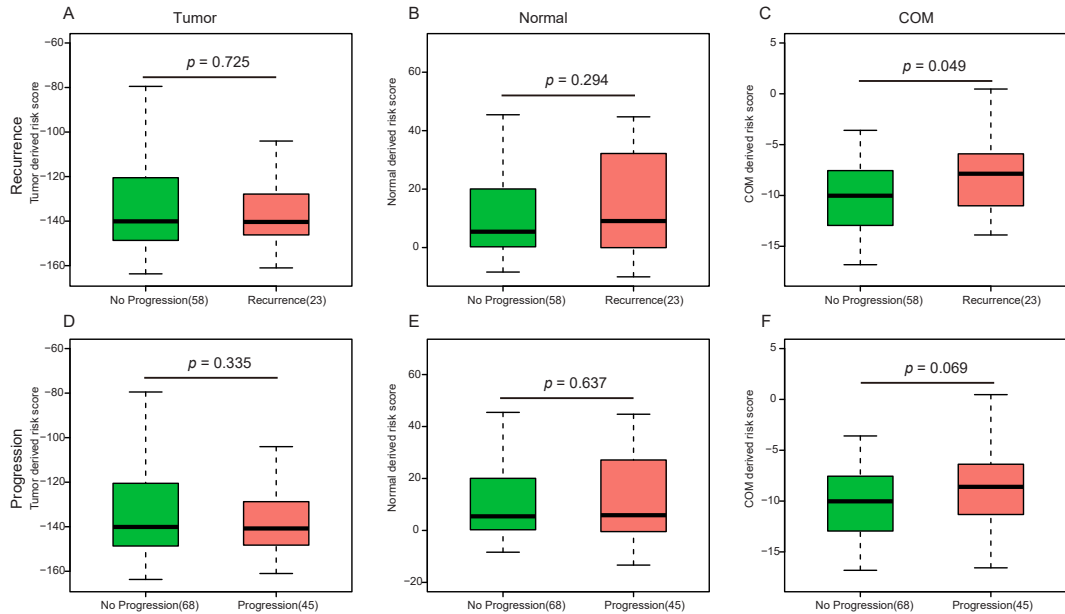 A
Tumor
B
Normal
C
COM
Recurrence
Tumor derived risk score
−60
−80
−100
−120
−140
−160
p = 0.725
No Progression(58)
Recurrence(23)
Normal derived risk score
60
40
20
0
p = 0.294
No Progression(58)
Recurrence(23)
COM derived risk score
5
0
−5
−10
−15
p = 0.049
No Progression(58)
Recurrence(23)
D
E
F
Progression
Tumor derived risk score
−60
−80
−100
−120
−140
−160
p = 0.335
No Progression(68)
Progression(45)
Normal derived risk score
60
40
20
0
−20
p = 0.637
No Progression(68)
Progression(45)
COM derived risk score
5
0
−5
−10
−15
p = 0.069
No Progression(68)
Progression(45)